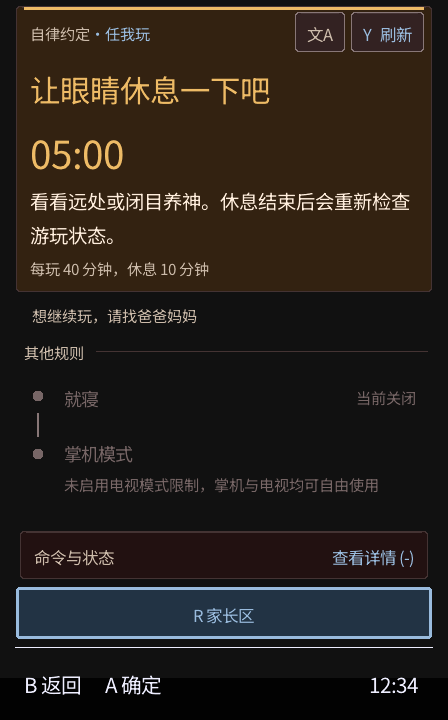 自律约定・任我玩
文A
Y 刷新
让眼睛休息一下吧
05:00
看看远处或闭目养神。休息结束后会重新检查
游玩状态。
每玩 40 分钟，休息 10 分钟
想继续玩，请找爸爸妈妈
其他规则
就寝 当前关闭
掌机模式
未启用电视模式限制，掌机与电视均可自由使用
命令与状态 查看详情 (-)
R 家长区
B 返回 A 确定 12:34